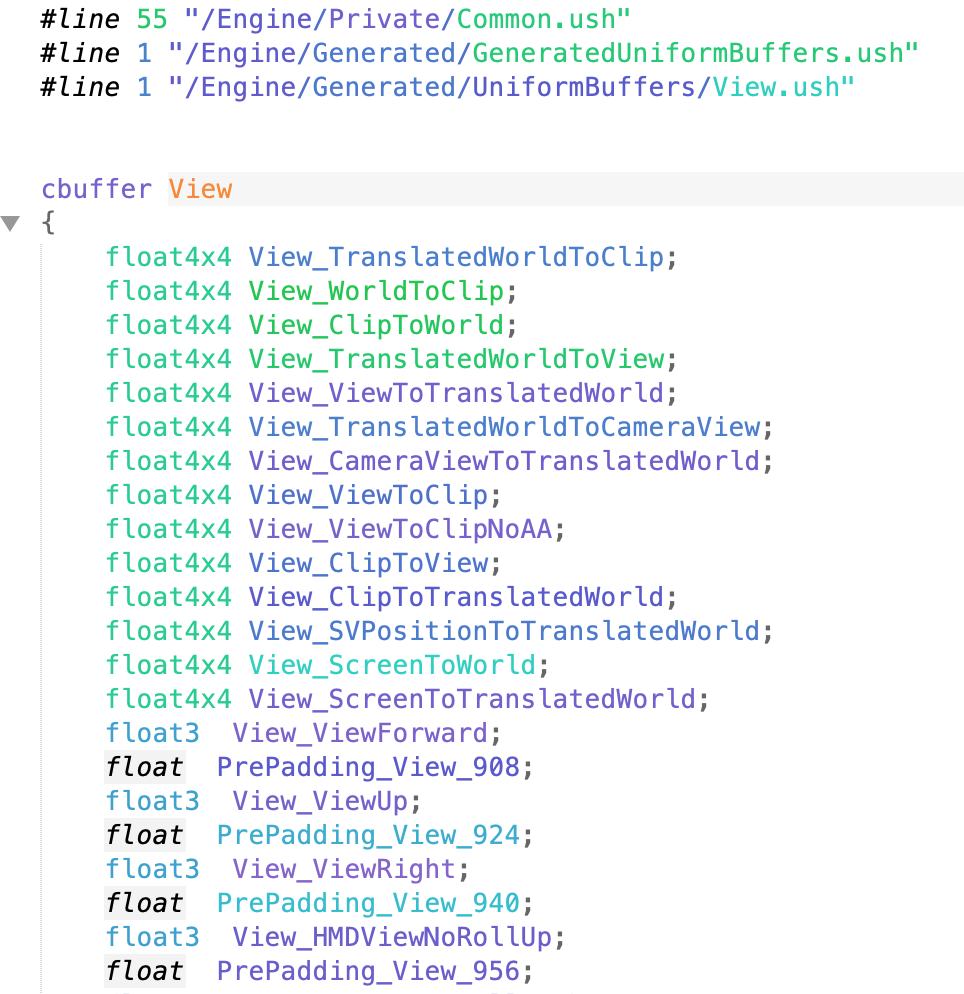 #line 55 "/Engine/Private/Common.ush"
#line 1 "/Engine/Generated/GeneratedUniformBuffers.ush"
#line 1 "/Engine/Generated/UniformBuffers/View.ush"
cbuffer View
{
float4x4 View_TranslatedWorldToClip;
float4x4 View_WorldToClip;
float4x4 View_ClipToWorld;
float4x4 View_TranslatedWorldToView;
float4x4 View_ViewToTranslatedWorld;
float4x4 View_TranslatedWorldToCameraView;
float4x4 View_CameraViewToTranslatedWorld;
float4x4 View_ViewToClip;
float4x4 View_ViewToClipNoAA;
float4x4 View_ClipToView;
float4x4 View_ClipToTranslatedWorld;
float4x4 View_SVPositionToTranslatedWorld;
float4x4 View_ScreenToWorld;
float4x4 View_ScreenToTranslatedWorld;
float3  View_ViewForward;
float  PrePadding_View_908;
float3  View_ViewUp;
float  PrePadding_View_924;
float3  View_ViewRight;
float  PrePadding_View_940;
float3  View_HMDViewNoRollUp;
float  PrePadding_View_956;